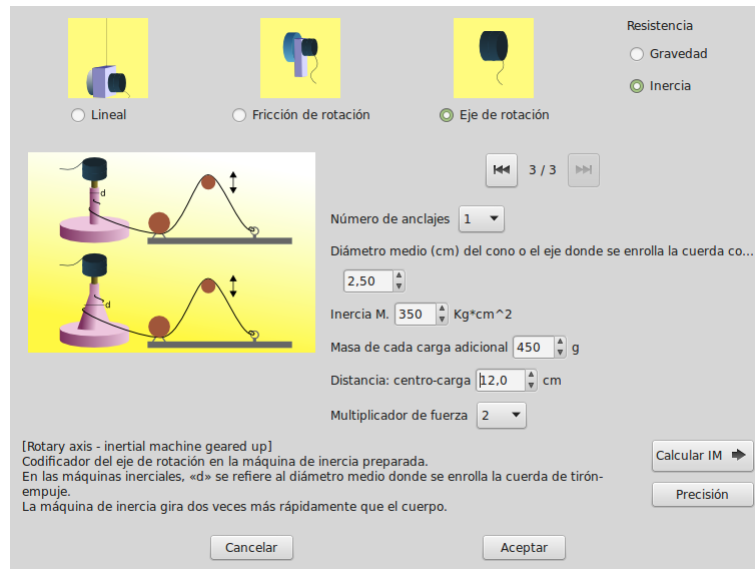 Resistencia
Gravedad
Inercia
Lineal
Fricción de rotación
Eje de rotación
3 / 3
d
d
Número de anclajes 1
Diámetro medio (cm) del cono o el eje donde se enrolla la cuerda co...
2,50
Inercia M. 350 Kg*cm^2
Masa de cada carga adicional 450 g
Distancia: centro-carga 12,0 cm
Multiplicador de fuerza 2
[Rotary axis - inertial machine geared up]
Codificador del eje de rotación en la máquina de inercia preparada.
En las máquinas inerciales, «d» se refiere al diámetro medio donde se enrolla la cuerda de tirón-
empuje.
La máquina de inercia gira dos veces más rápidamente que el cuerpo.
Calcular IM
Precisión
Cancelar
Aceptar